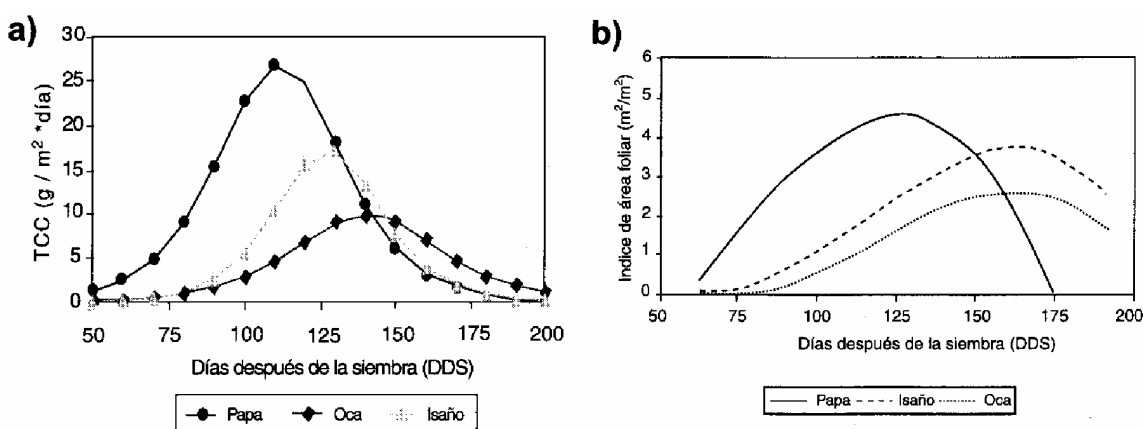 a)
TCC (g / m² *día)
30
25
20
15
10
5
0
50 75 100 125 150 175 200
Días después de la siembra (DDS)
Papa Oca Isaño
b)
Indice de área foliar (m²/m²)
6
5
4
3
2
1
0
50 75 100 125 150 175 200
Días después de la siembra (DDS)
Papa Isaño Oca